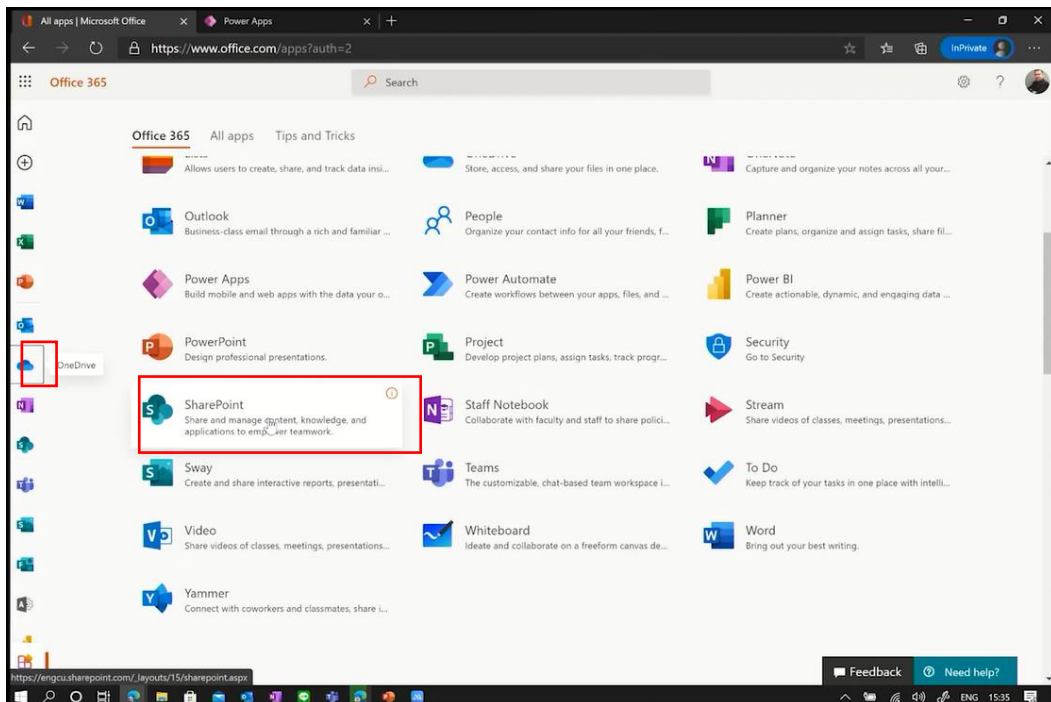 All apps | Microsoft Office
Power Apps
https://www.office.com/apps?auth=2
InPrivate
Office 365
Search
Office 365 All apps Tips and Tricks
Allows users to create, share, and track data insi...
Store, access, and share your files in one place.
Capture and organize your notes across all your...
Outlook
Business-class email through a rich and familiar ...
People
Organize your contact info for all your friends, f...
Planner
Create plans, organize and assign tasks, share fil...
Power Apps
Build mobile and web apps with the data your o...
Power Automate
Create workflows between your apps, files, and ...
Power BI
Create actionable, dynamic, and engaging data ...
PowerPoint
Design professional presentations.
Project
Develop project plans, assign tasks, track progr...
Security
Go to Security
OneDrive
SharePoint
Share and manage content, knowledge, and
applications to empower teamwork.
Staff Notebook
Collaborate with faculty and staff to share polici...
Stream
Share videos of classes, meetings, presentations...
Sway
Create and share interactive reports, presentati...
Teams
The customizable, chat-based team workspace i...
To Do
Keep track of your tasks in one place with intelli...
Video
Share videos of classes, meetings, presentations...
Whiteboard
Ideate and collaborate on a freeform canvas de...
Word
Bring out your best writing.
Yammer
Connect with coworkers and classmates, share i...
https://engcu.sharepoint.com/_layouts/15/sharepoint.aspx
Feedback
Need help?
ENG 15:35